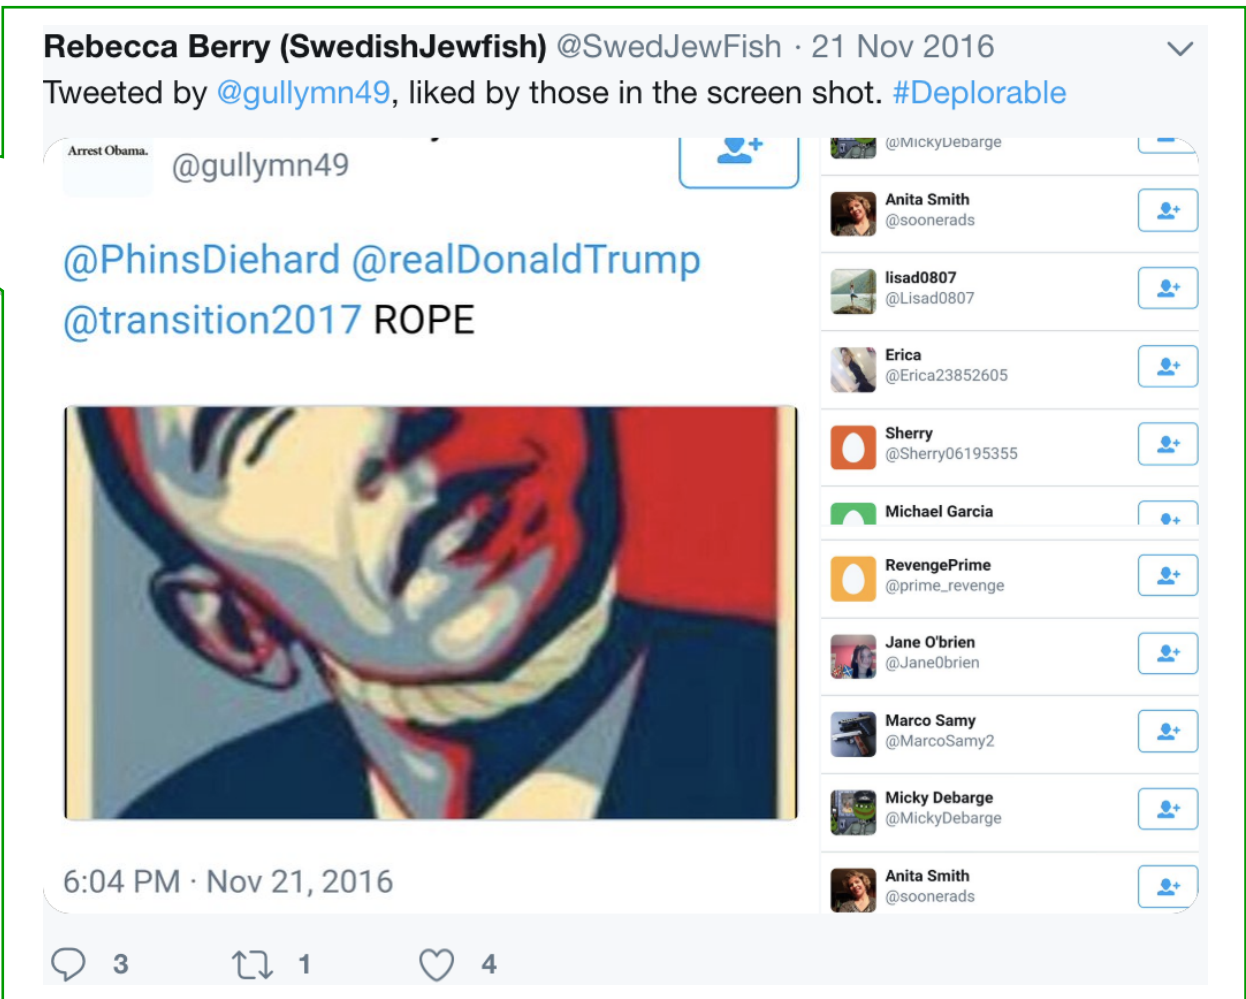 Rebecca Berry (SwedishJewfish) @SwedJewFish · 21 Nov 2016
Tweeted by @gullymn49, liked by those in the screen shot. #Deplorable
Arrest Obama.
@gullymn49
@PhinsDiehard @realDonaldTrump
@transition2017 ROPE
6:04 PM · Nov 21, 2016
@MickyDebarge
Anita Smith
@soonerads
lisad0807
@Lisad0807
Erica
@Erica23852605
Sherry
@Sherry06195355
Michael Garcia
RevengePrime
@prime_revenge
Jane O'brien
@Jane0brien
Marco Samy
@MarcoSamy2
Micky Debarge
@MickyDebarge
Anita Smith
@soonerads
3
1
4